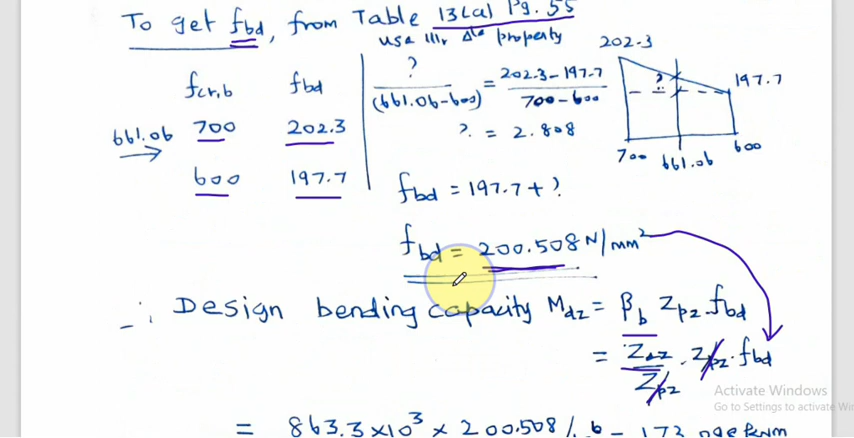 To get fbd, from Table 13(a) Pg. 55
use lllr Δle property
fcr,b fbd
661.06 700 202.3
600 197.7
?/(661.06-600) = 202.3-197.7/700-600
? = 2.808
202.3
?
197.7
700 661.06 600
fbd = 197.7 + ?
fbd = 200.508 N/mm²
∴ Design bending capacity Mdz = βb Zpz.fbd
= Zez/Zpz . Zpz . fbd
= 863.3 x10³ x 200.508 /
Activate Windows
Go to Settings to activate Wi